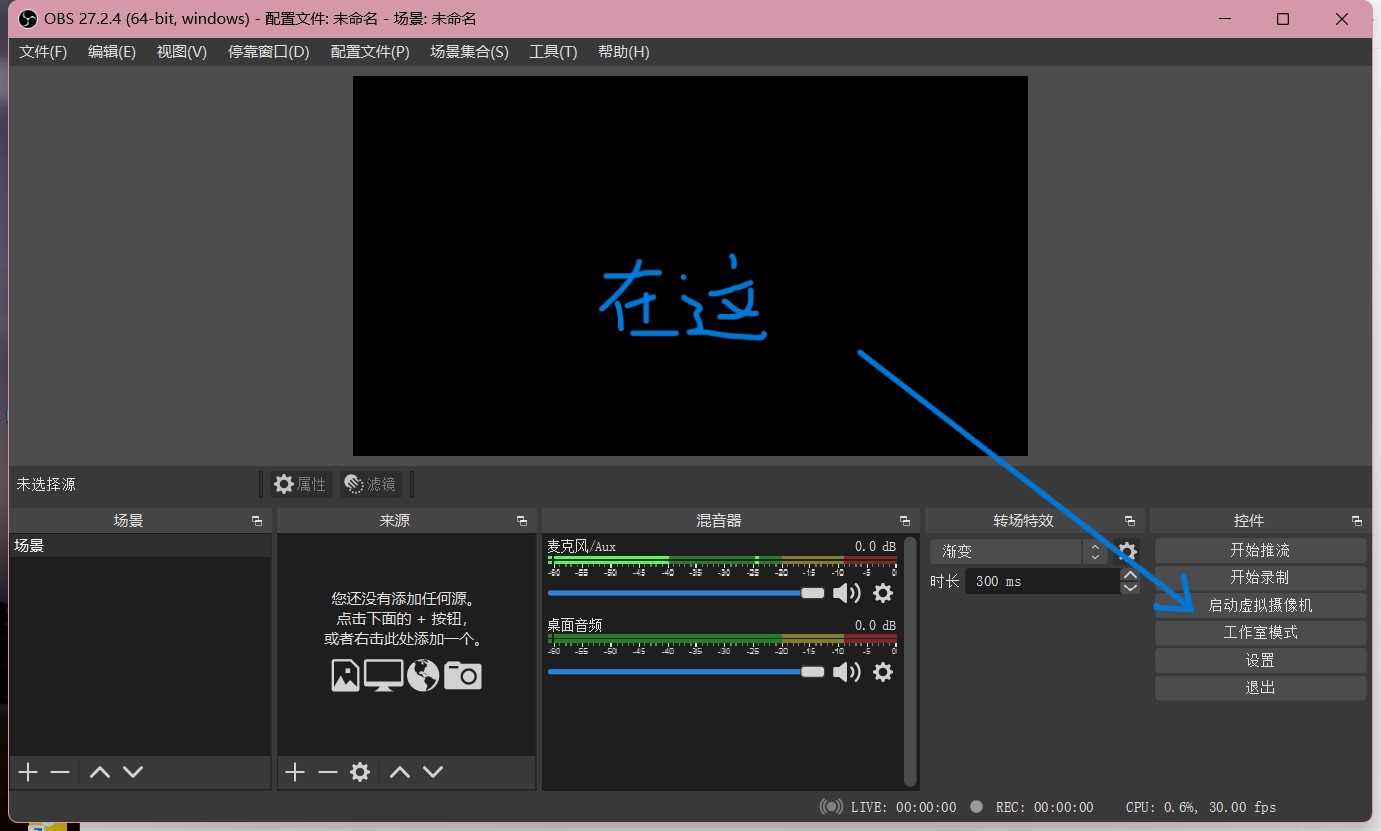 OBS 27.2.4 (64-bit, windows) - 配置文件: 未命名 - 场景: 未命名
文件(F) 编辑(E) 视图(V) 停靠窗口(D) 配置文件(P) 场景集合(S) 工具(T) 帮助(H)
在这
未选择源 属性 滤镜
场景 来源 混音器 转场特效 控件
场景
您还没有添加任何源。
点击下面的 + 按钮,
或者右击此处添加一个。
麦克风/Aux 0.0 dB
-60 -55 -50 -45 -40 -35 -30 -25 -20 -15 -10 -5 0
桌面音频 0.0 dB
-60 -55 -50 -45 -40 -35 -30 -25 -20 -15 -10 -5 0
渐变
时长 300 ms
开始推流
开始录制
启动虚拟摄像机
工作室模式
设置
退出
LIVE: 00:00:00 REC: 00:00:00 CPU: 0.6%, 30.00 fps